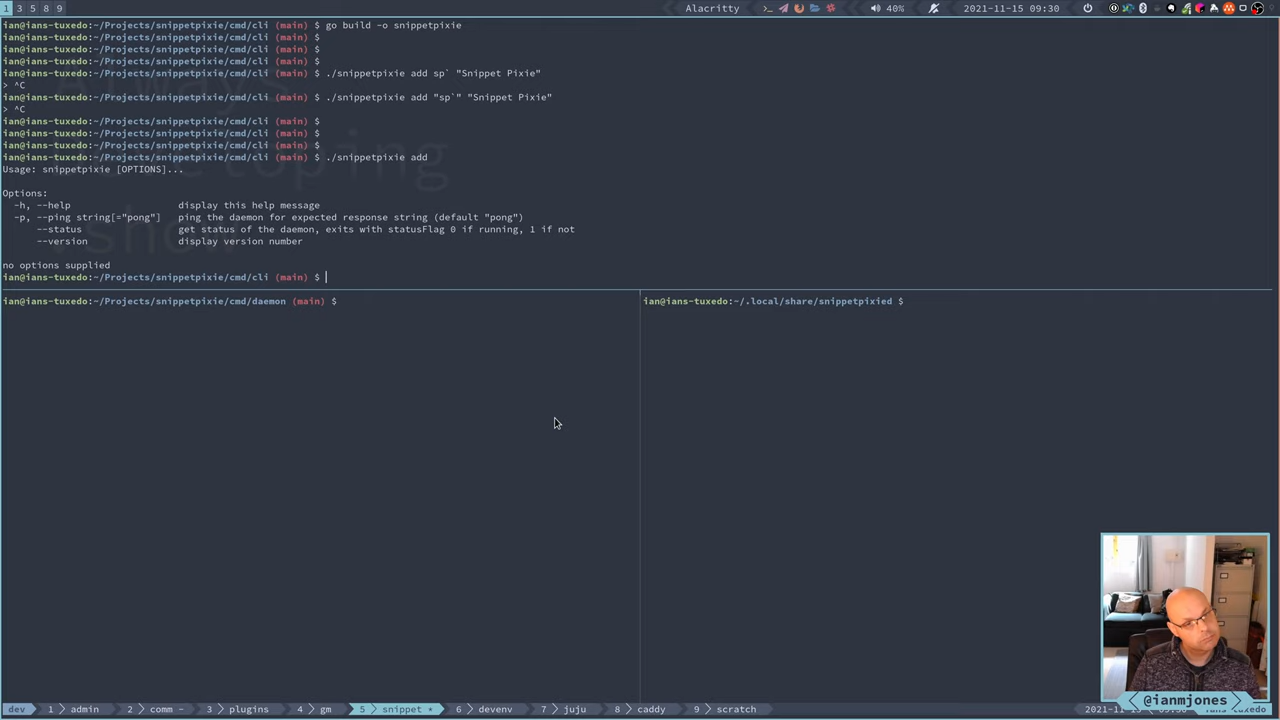 1 3 5 8 9
Alacritty
40%
2021-11-15 09:30
ian@ians-tuxedo:~/Projects/snippetpixie/cmd/cli (main) $ go build -o snippetpixie
ian@ians-tuxedo:~/Projects/snippetpixie/cmd/cli (main) $
ian@ians-tuxedo:~/Projects/snippetpixie/cmd/cli (main) $
ian@ians-tuxedo:~/Projects/snippetpixie/cmd/cli (main) $
ian@ians-tuxedo:~/Projects/snippetpixie/cmd/cli (main) $ ./snippetpixie add sp` "Snippet Pixie"
> ^C
ian@ians-tuxedo:~/Projects/snippetpixie/cmd/cli (main) $ ./snippetpixie add "sp`" "Snippet Pixie"
> ^C
ian@ians-tuxedo:~/Projects/snippetpixie/cmd/cli (main) $
ian@ians-tuxedo:~/Projects/snippetpixie/cmd/cli (main) $
ian@ians-tuxedo:~/Projects/snippetpixie/cmd/cli (main) $
ian@ians-tuxedo:~/Projects/snippetpixie/cmd/cli (main) $ ./snippetpixie add
Usage: snippetpixie [OPTIONS]...
Options:
-h, --help display this help message
-p, --ping string[="pong"] ping the daemon for expected response string (default "pong")
--status get status of the daemon, exits with statusFlag 0 if running, 1 if not
--version display version number
no options supplied
ian@ians-tuxedo:~/Projects/snippetpixie/cmd/cli (main) $
ian@ians-tuxedo:~/Projects/snippetpixie/cmd/daemon (main) $
ian@ians-tuxedo:~/.local/share/snippetpixied $
@ianmjones
dev 1 > admin 2 > comm - 3 > plugins 4 > gm 5 > snippet * 6 > devenv 7 > juju 8 > caddy 9 > scratch